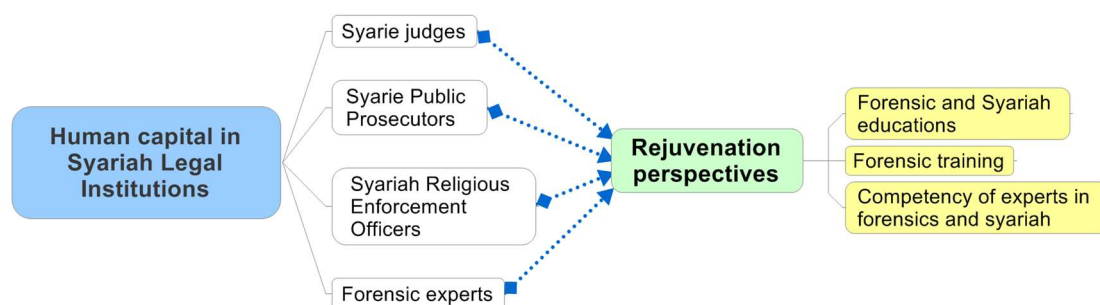 Human capital in
Syariah Legal
Institutions
Syarie judges
Syarie Public
Prosecutors
Syariah Religious
Enforcement
Officers
Forensic experts
Rejuvenation
perspectives
Forensic and Syariah
educations
Forensic training
Competency of experts in
forensics and syariah